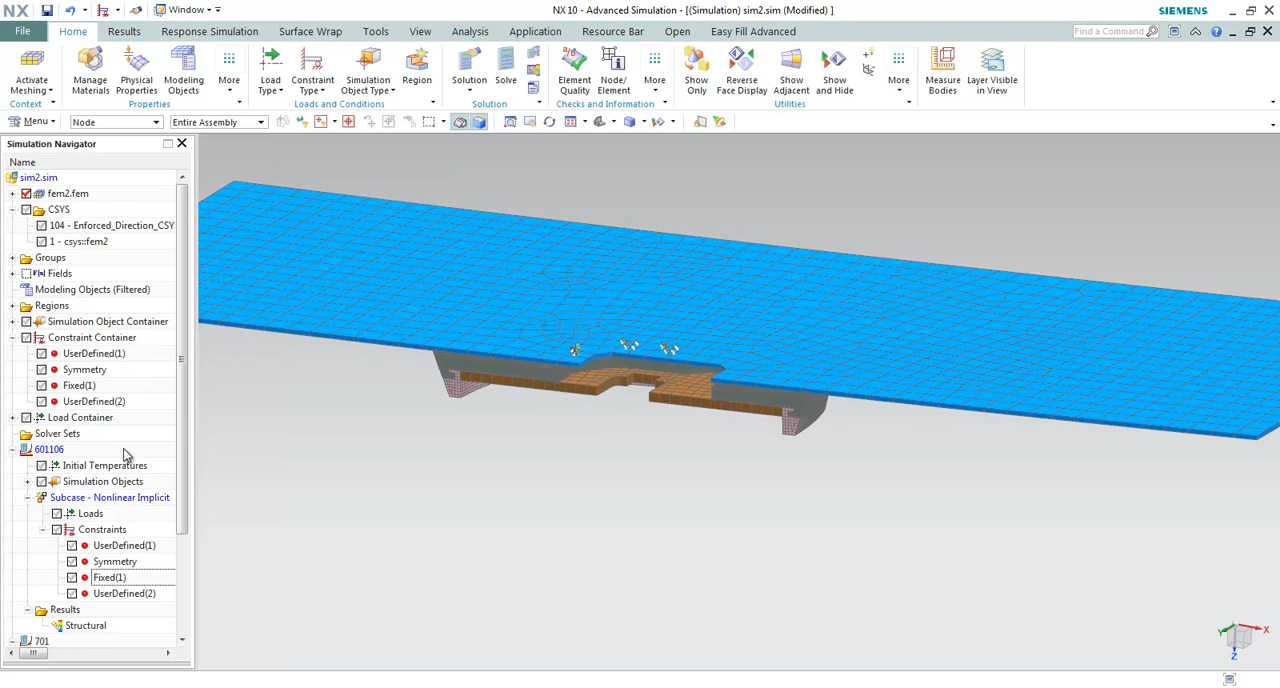 NX
Window
NX 10 - Advanced Simulation - [(Simulation) sim2.sim (Modified) ]
SIEMENS
File
Home
Results
Response Simulation
Surface Wrap
Tools
View
Analysis
Application
Resource Bar
Open
Easy Fill Advanced
Find a Command
Activate Meshing
Manage Materials
Physical Properties
Modeling Objects
More
Load Type
Constraint Type
Simulation Object Type
Region
Solution
Solve
Element Quality
Node/ Element
More
Show Only
Reverse Face Display
Show Adjacent
Show and Hide
More
Measure Bodies
Layer Visible in View
Context
Properties
Loads and Conditions
Solution
Checks and Information
Utilities
Menu
Node
Entire Assembly
Simulation Navigator
Name
sim2.sim
fem2.fem
CSYS
104 - Enforced_Direction_CSY
1 - csys::fem2
Groups
Fields
Modeling Objects (Filtered)
Regions
Simulation Object Container
Constraint Container
UserDefined(1)
Symmetry
Fixed(1)
UserDefined(2)
Load Container
Solver Sets
601106
Initial Temperatures
Simulation Objects
Subcase - Nonlinear Implicit
Loads
Constraints
UserDefined(1)
Symmetry
Fixed(1)
UserDefined(2)
Results
Structural
701
Y
X
Z